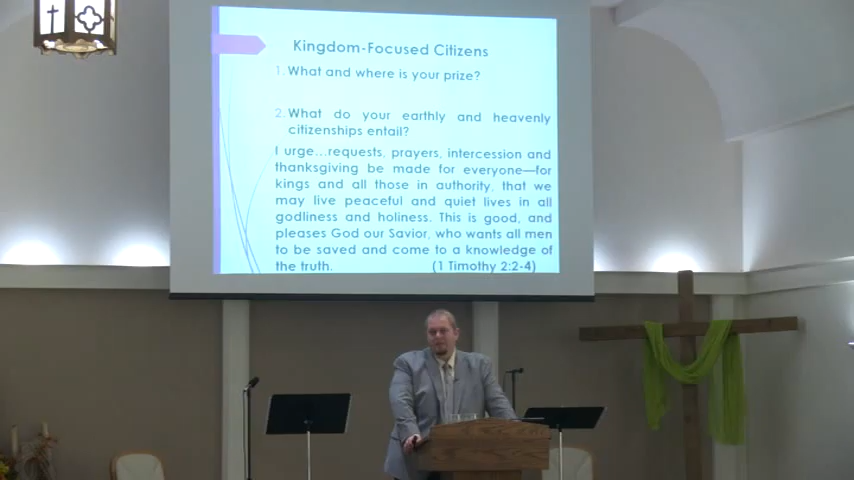 Kingdom-Focused Citizens
1. What and where is your prize?
2. What do your earthly and heavenly
citizenships entail?
I urge...requests, prayers, intercession and
thanksgiving be made for everyone—for
kings and all those in authority, that we
may live peaceful and quiet lives in all
godliness and holiness. This is good, and
pleases God our Savior, who wants all men
to be saved and come to a knowledge of
the truth. (1 Timothy 2:2-4)